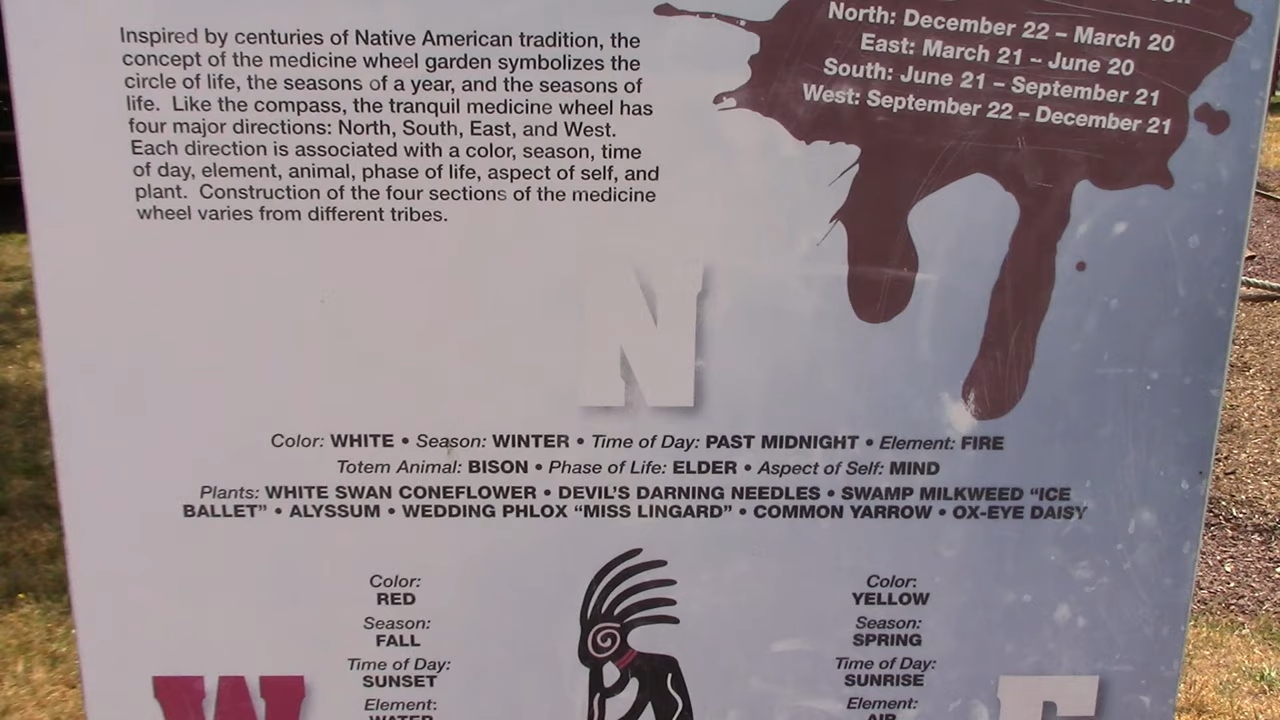 Inspired by centuries of Native American tradition, the
concept of the medicine wheel garden symbolizes the
circle of life, the seasons of a year, and the seasons of
life. Like the compass, the tranquil medicine wheel has
four major directions: North, South, East, and West.
Each direction is associated with a color, season, time
of day, element, animal, phase of life, aspect of self, and
plant. Construction of the four sections of the medicine
wheel varies from different tribes.
North: December 22 – March 20
East: March 21 – June 20
South: June 21 – September 21
West: September 22 – December 21
N
Color: WHITE • Season: WINTER • Time of Day: PAST MIDNIGHT • Element: FIRE
Totem Animal: BISON • Phase of Life: ELDER • Aspect of Self: MIND
Plants: WHITE SWAN CONEFLOWER • DEVIL'S DARNING NEEDLES • SWAMP MILKWEED "ICE
BALLET" • ALYSSUM • WEDDING PHLOX "MISS LINGARD" • COMMON YARROW • OX-EYE DAISY
W
Color:
RED
Season:
FALL
Time of Day:
SUNSET
Element:
WATER
Color:
YELLOW
Season:
SPRING
Time of Day:
SUNRISE
Element:
AIR
E